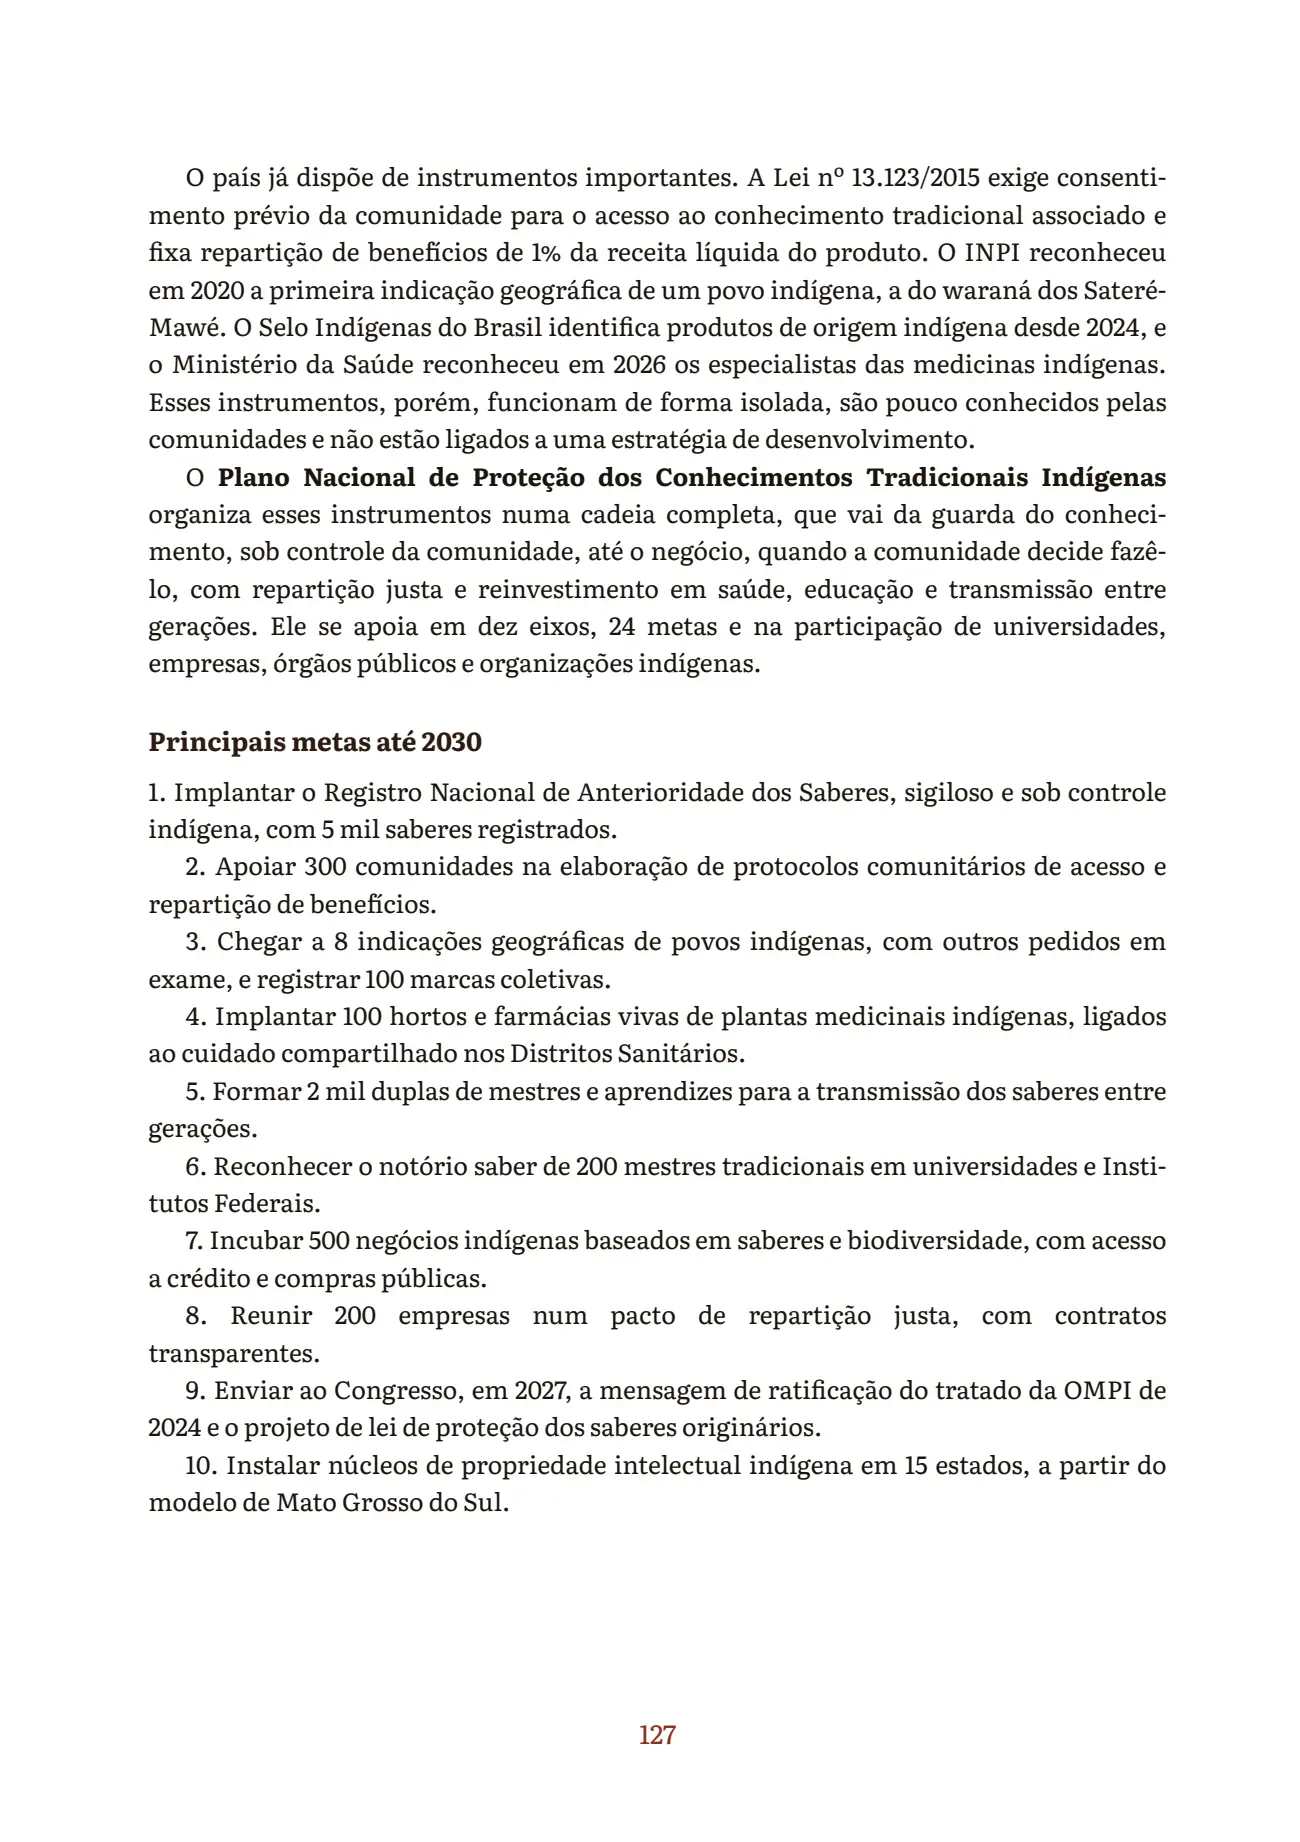 O país já dispõe de instrumentos importantes. A Lei nº 13.123/2015 exige consenti-
mento prévio da comunidade para o acesso ao conhecimento tradicional associado e
fixa repartição de benefícios de 1% da receita líquida do produto. O INPI reconheceu
em 2020 a primeira indicação geográfica de um povo indígena, a do waraná dos Sateré-
Mawé. O Selo Indígenas do Brasil identifica produtos de origem indígena desde 2024, e
o Ministério da Saúde reconheceu em 2026 os especialistas das medicinas indígenas.
Esses instrumentos, porém, funcionam de forma isolada, são pouco conhecidos pelas
comunidades e não estão ligados a uma estratégia de desenvolvimento.
O Plano Nacional de Proteção dos Conhecimentos Tradicionais Indígenas
organiza esses instrumentos numa cadeia completa, que vai da guarda do conheci-
mento, sob controle da comunidade, até o negócio, quando a comunidade decide fazê-
lo, com repartição justa e reinvestimento em saúde, educação e transmissão entre
gerações. Ele se apoia em dez eixos, 24 metas e na participação de universidades,
empresas, órgãos públicos e organizações indígenas.
Principais metas até 2030
1. Implantar o Registro Nacional de Anterioridade dos Saberes, sigiloso e sob controle
indígena, com 5 mil saberes registrados.
2. Apoiar 300 comunidades na elaboração de protocolos comunitários de acesso e
repartição de benefícios.
3. Chegar a 8 indicações geográficas de povos indígenas, com outros pedidos em
exame, e registrar 100 marcas coletivas.
4. Implantar 100 hortos e farmácias vivas de plantas medicinais indígenas, ligados
ao cuidado compartilhado nos Distritos Sanitários.
5. Formar 2 mil duplas de mestres e aprendizes para a transmissão dos saberes entre
gerações.
6. Reconhecer o notório saber de 200 mestres tradicionais em universidades e Insti-
tutos Federais.
7. Incubar 500 negócios indígenas baseados em saberes e biodiversidade, com acesso
a crédito e compras públicas.
8. Reunir 200 empresas num pacto de repartição justa, com contratos
transparentes.
9. Enviar ao Congresso, em 2027, a mensagem de ratificação do tratado da OMPI de
2024 e o projeto de lei de proteção dos saberes originários.
10. Instalar núcleos de propriedade intelectual indígena em 15 estados, a partir do
modelo de Mato Grosso do Sul.
127